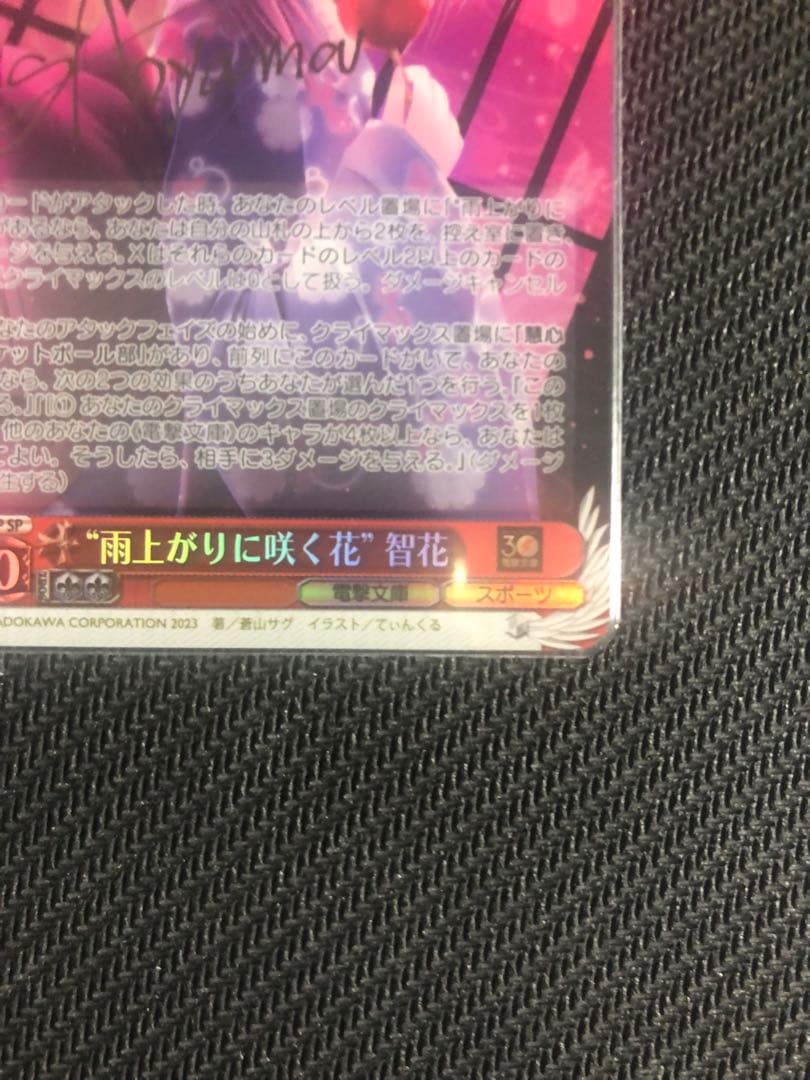 oyama
ードがアタックした時、あなたのレベル置場に「“雨上がりに
があるなら、あなたは自分の山札の上から2枚を、控え室に置き、
ジを与える。Xはそれらのカードのレベル2以上のカードの
クライマックスのレベルは0として扱う。ダメージキャンセル
なたのアタックフェイズの始めに、クライマックス置場に「慧心
ケットボール部」があり、前列にこのカードがいて、あなたの
なら、次の2つの効果のうちあなたが選んだ1つを行う。『この
る。』『［(1) あなたのクライマックス置場のクライマックスを1枚
他のあなたの《電撃文庫》のキャラが4枚以上なら、あなたは
てよい。そうしたら、相手に3ダメージを与える。』（ダメージ
生する）
SP
“雨上がりに咲く花” 智花
30
電撃文庫
0
電撃文庫 スポーツ
ADOKAWA CORPORATION 2023 著／蒼山サグ イラスト／てぃんくる